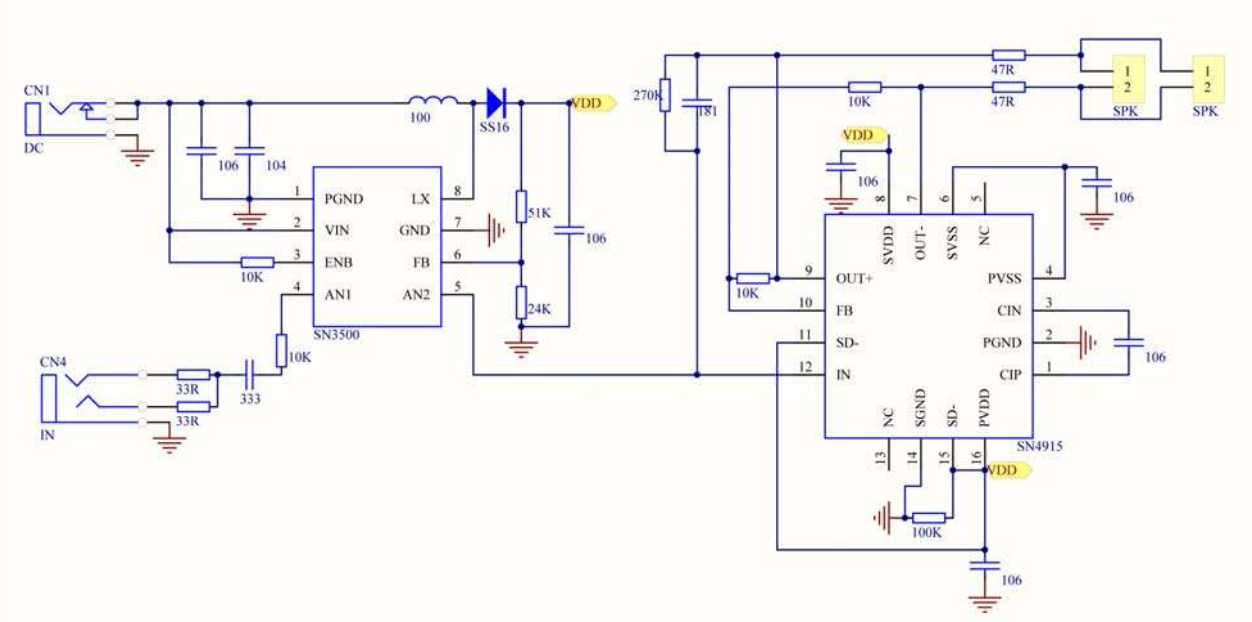 CN1
DC
106
104
100
SS16
VDD
1 PGND
LX 8
2 VIN
GND 7
3 ENB
FB 6
4 AN1
AN2 5
SN3500
10K
51K
24K
106
10K
CN4
33R
33R
333
IN
270K
181
10K
47R
47R
1
2
SPK
1
2
SPK
VDD
106
106
8 SVDD
7 OUT-
6 SVSS
5 NC
10K
9 OUT+
PVSS 4
10 FB
CIN 3
11 SD-
PGND 2
12 IN
CIP 1
106
NC 13
SGND 14
SD- 15
PVDD 16
SN4915
VDD
100K
106